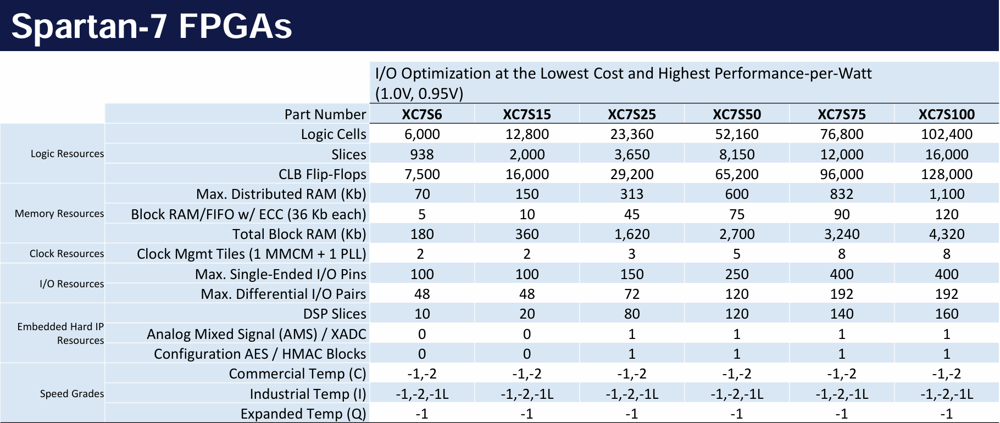 Spartan-7 FPGAs
I/O Optimization at the Lowest Cost and Highest Performance-per-Watt
(1.0V, 0.95V)
Part Number XC7S6 XC7S15 XC7S25 XC7S50 XC7S75 XC7S100
Logic Resources
Logic Cells 6,000 12,800 23,360 52,160 76,800 102,400
Slices 938 2,000 3,650 8,150 12,000 16,000
CLB Flip-Flops 7,500 16,000 29,200 65,200 96,000 128,000
Memory Resources
Max. Distributed RAM (Kb) 70 150 313 600 832 1,100
Block RAM/FIFO w/ ECC (36 Kb each) 5 10 45 75 90 120
Total Block RAM (Kb) 180 360 1,620 2,700 3,240 4,320
Clock Resources
Clock Mgmt Tiles (1 MMCM + 1 PLL) 2 2 3 5 8 8
I/O Resources
Max. Single-Ended I/O Pins 100 100 150 250 400 400
Max. Differential I/O Pairs 48 48 72 120 192 192
Embedded Hard IP
Resources
DSP Slices 10 20 80 120 140 160
Analog Mixed Signal (AMS) / XADC 0 0 1 1 1 1
Configuration AES / HMAC Blocks 0 0 1 1 1 1
Speed Grades
Commercial Temp (C) -1,-2 -1,-2 -1,-2 -1,-2 -1,-2 -1,-2
Industrial Temp (I) -1,-2,-1L -1,-2,-1L -1,-2,-1L -1,-2,-1L -1,-2,-1L -1,-2,-1L
Expanded Temp (Q) -1 -1 -1 -1 -1 -1